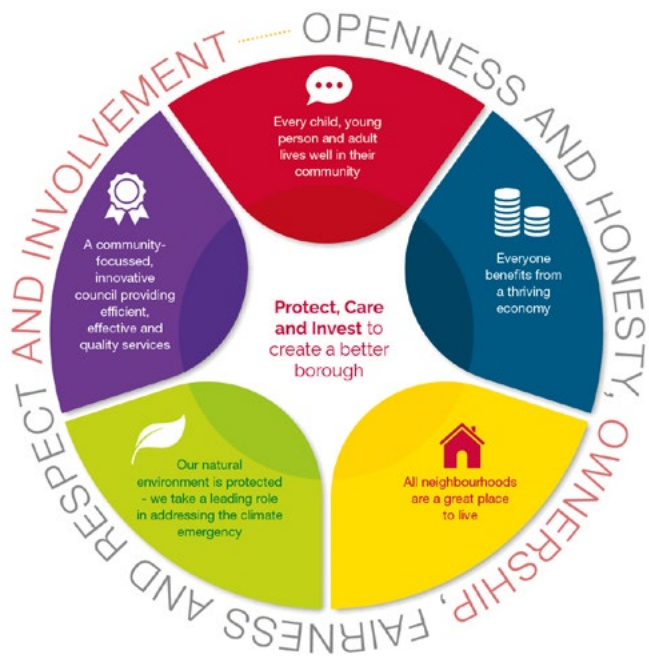 OPENNESS AND HONESTY, OWNERSHIP, FAIRNESS AND RESPECT AND INVOLVEMENT
Every child, young
person and adult
lives well in their
community
Everyone
benefits from
a thriving
economy
All neighbourhoods
are a great place
to live
Our natural
environment is protected
- we take a leading role
in addressing the climate
emergency
A community-
focussed,
innovative
council providing
efficient,
effective and
quality services
Protect, Care
and Invest to
create a better
borough